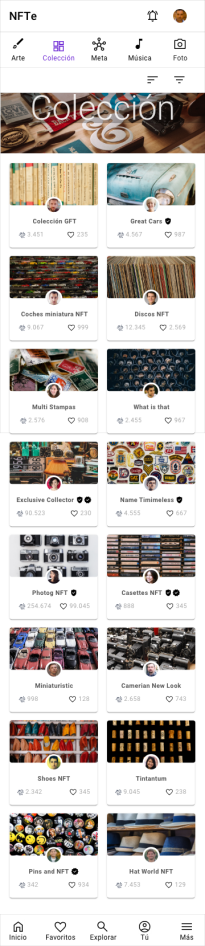 NFTe
Arte Colección Meta Música Foto
Colección
Colección GFT Great Cars
3.451 235 4.567 987
Coches miniatura NFT Discos NFT
9.067 999 12.345 2.569
Multi Stampas What is that
2.576 908 2.455 967
Exclusive Collector Name Timimeless
90.523 230 4.555 667
Photog NFT Casettes NFT
254.674 99.045 888 345
Miniaturistic Camerian New Look
998 128 2.658 743
Shoes NFT Tintantum
2.342 345 9.045 238
Pins and NFT Hat World NFT
342 934 7.453 129
Inicio Favoritos Explorar Tú Más